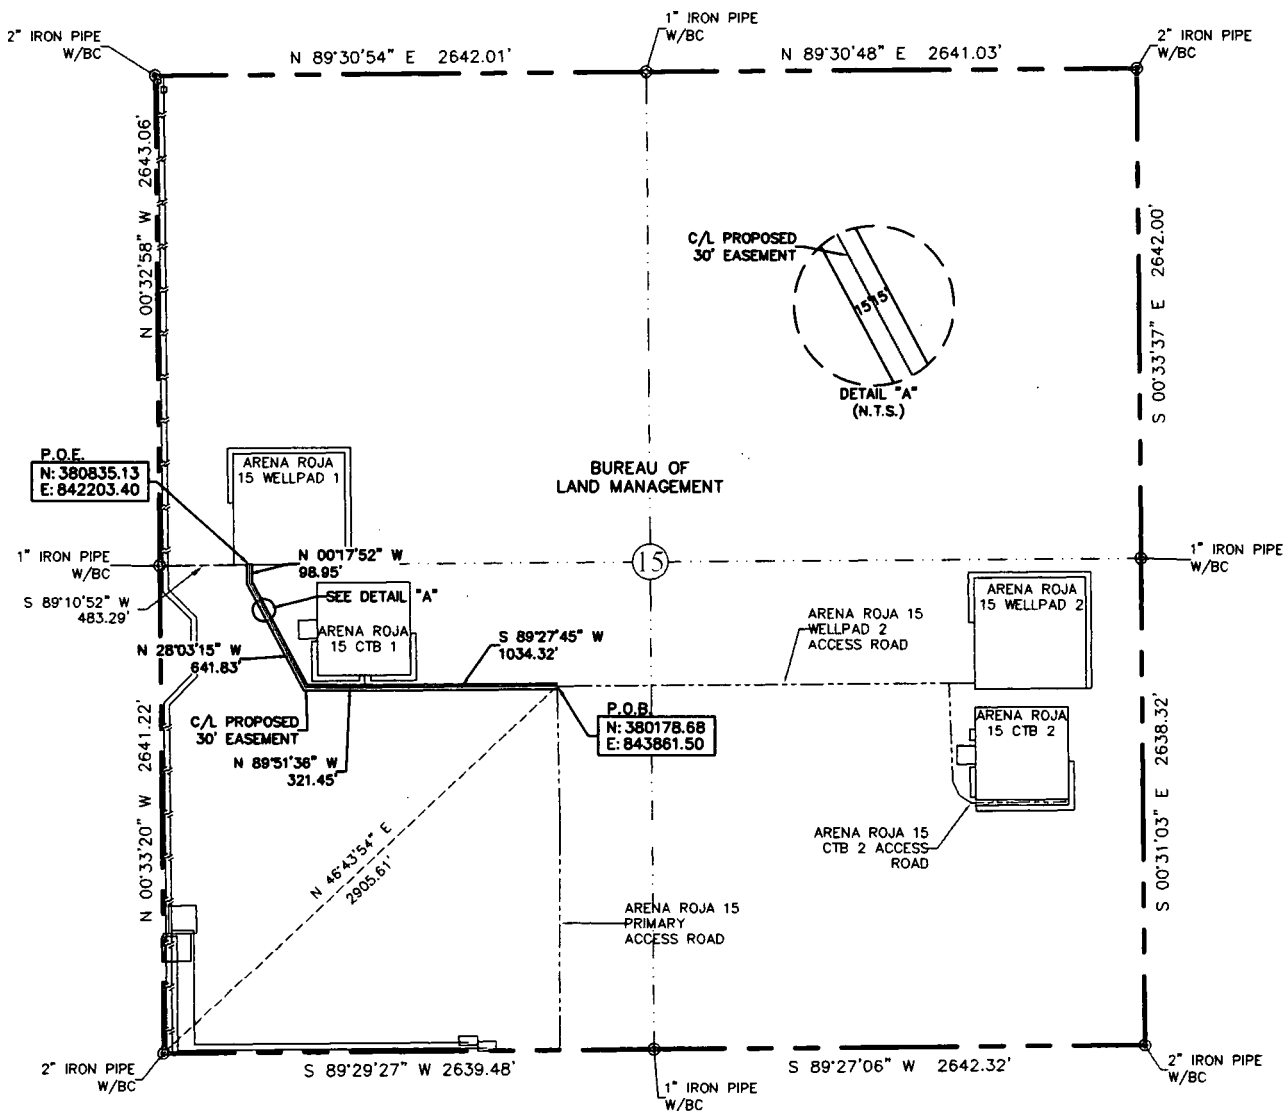 2" IRON PIPE
W/BC
N 89°30'54" E 2642.01'
1" IRON PIPE
W/BC
N 89°30'48" E 2641.03'
2" IRON PIPE
W/BC
N 00°32'58" W 2643.06'
S 00°33'37" E 2642.00'
C/L PROPOSED
30' EASEMENT
15'
15'
DETAIL "A"
(N.T.S.)
P.O.E.
N: 380835.13
E: 842203.40
ARENA ROJA
15 WELLPAD 1
BUREAU OF
LAND MANAGEMENT
1" IRON PIPE
W/BC
N 00°17'52" W
98.95'
15
1" IRON PIPE
W/BC
S 89°10'52" W
483.29'
SEE DETAIL "A"
ARENA ROJA
15 CTB 1
ARENA ROJA 15
WELLPAD 2
ACCESS ROAD
ARENA ROJA
15 WELLPAD 2
N 28°03'15" W
641.83'
S 89°27'45" W
1034.32'
C/L PROPOSED
30' EASEMENT
N 89°51'36" W
321.45'
P.O.B.
N: 380178.68
E: 843861.50
ARENA ROJA
15 CTB 2
N 00°33'20" W 2641.22'
S 00°31'03" E 2638.32'
ARENA ROJA 15
CTB 2 ACCESS
ROAD
N 46°43'54" E
2905.61'
ARENA ROJA 15
PRIMARY
ACCESS ROAD
2" IRON PIPE
W/BC
S 89°29'27" W 2639.48'
1" IRON PIPE
W/BC
S 89°27'06" W 2642.32'
2" IRON PIPE
W/BC